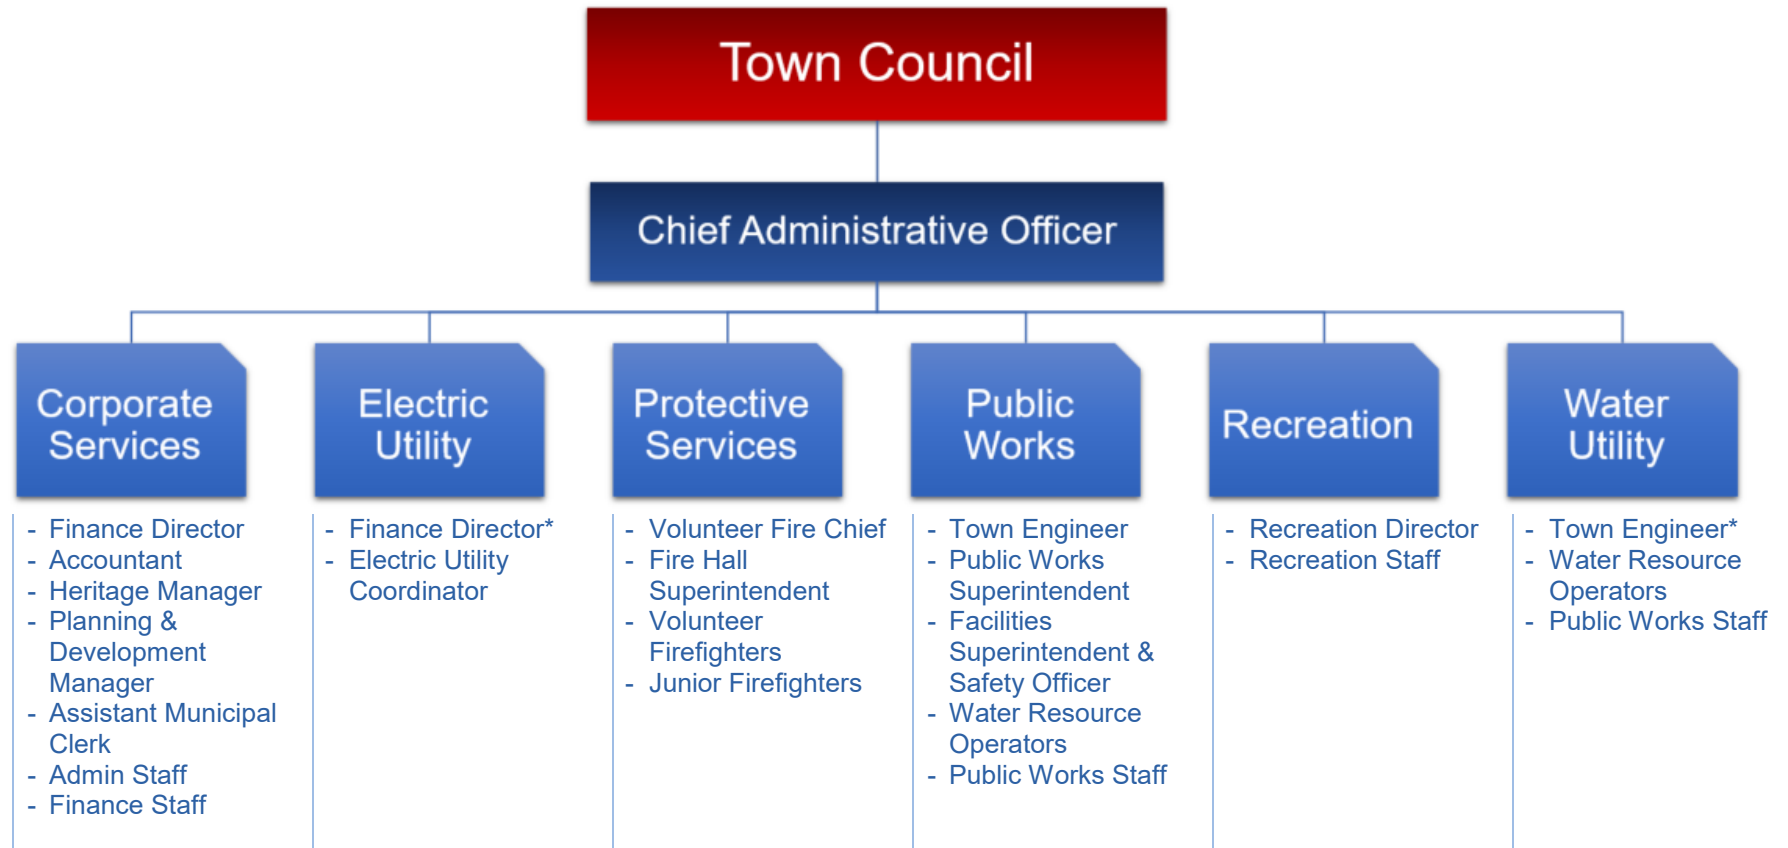 Town Council
Chief Administrative Officer
Corporate
Services
- Finance Director
- Accountant
- Heritage Manager
- Planning &
Development
Manager
- Assistant Municipal
Clerk
- Admin Staff
- Finance Staff
Electric
Utility
- Finance Director*
- Electric Utility
Coordinator
Protective
Services
- Volunteer Fire Chief
- Fire Hall
Superintendent
- Volunteer
Firefighters
- Junior Firefighters
Public
Works
- Town Engineer
- Public Works
Superintendent
- Facilities
Superintendent &
Safety Officer
- Water Resource
Operators
- Public Works Staff
Recreation
- Recreation Director
- Recreation Staff
Water
Utility
- Town Engineer*
- Water Resource
Operators
- Public Works Staff